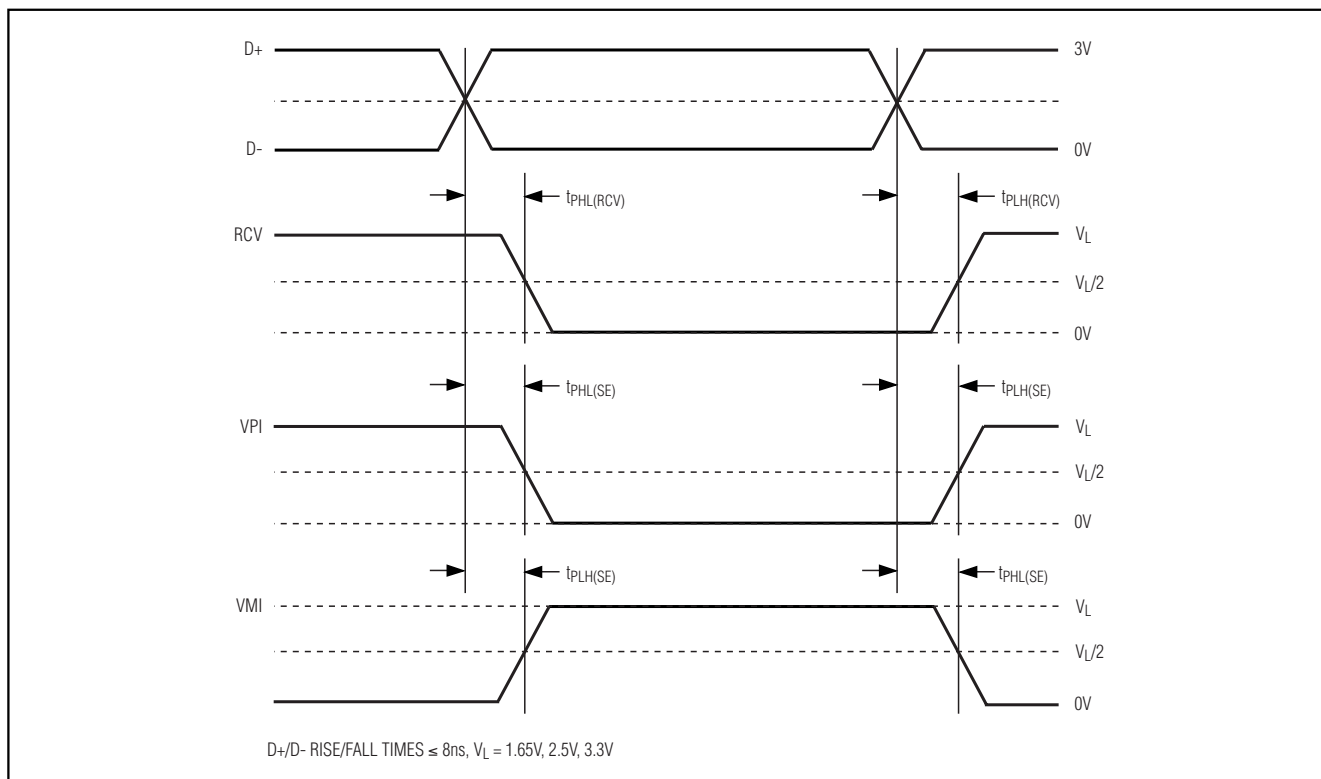 D+
3V
D-
0V
tPHL(RCV)
tPLH(RCV)
RCV
VL
VL/2
0V
tPHL(SE)
tPLH(SE)
VPI
VL
VL/2
0V
tPLH(SE)
tPHL(SE)
VMI
VL
VL/2
0V
D+/D- RISE/FALL TIMES ≤ 8ns, VL = 1.65V, 2.5V, 3.3V